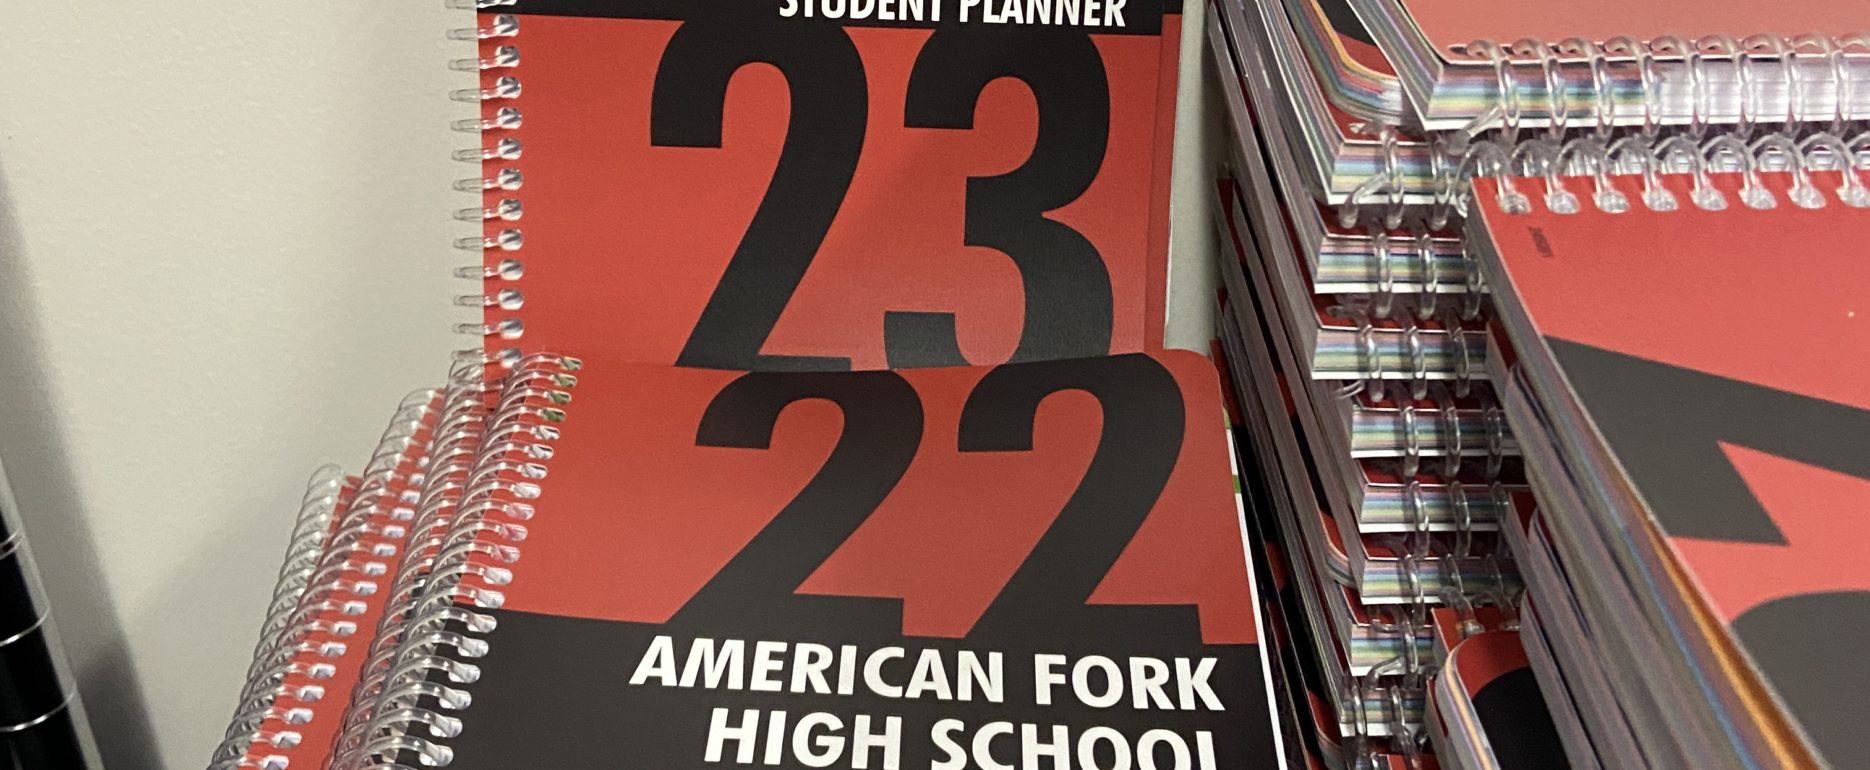 STUDENT PLANNER
23
22
AMERICAN FORK
HIGH SCHOOL